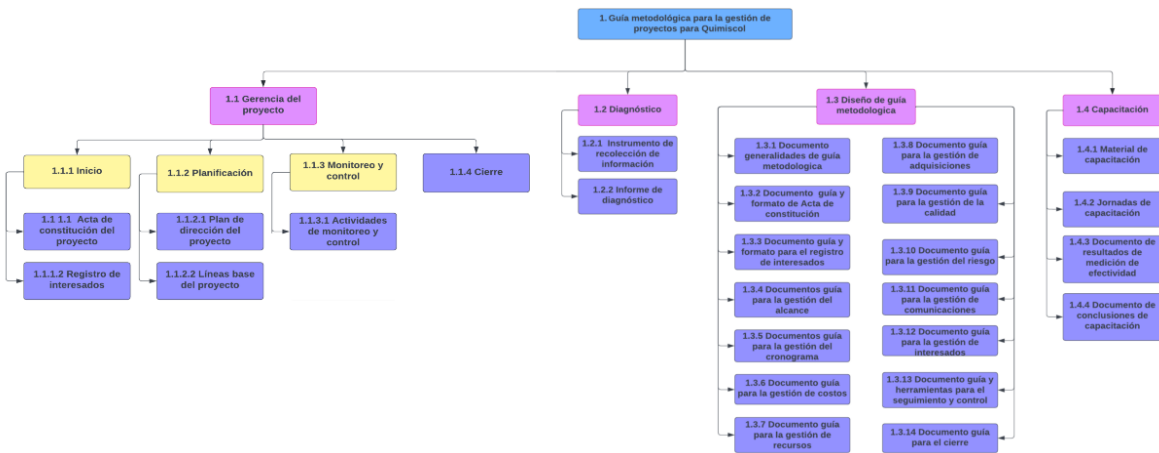 1. Guía metodológica para la gestión de
proyectos para Quimiscol
1.1 Gerencia del
proyecto
1.2 Diagnóstico
1.3 Diseño de guía
metodologica
1.4 Capacitación
1.1.1 Inicio
1.1.2 Planificación
1.1.3 Monitoreo y
control
1.1.4 Cierre
1.1 1.1 Acta de
constitución del
proyecto
1.1.1.2 Registro de
interesados
1.1.2.1 Plan de
dirección del
proyecto
1.1.2.2 Líneas base
del proyecto
1.1.3.1 Actividades
de monitoreo y
control
1.2.1 Instrumento de
recolección de
información
1.2.2 Informe de
diagnóstico
1.3.1 Documento
generalidades de guía
metodologica
1.3.2 Documento guía y
formato de Acta de
constitución
1.3.3 Documento guía y
formato para el registro
de interesados
1.3.4 Documentos guía
para la gestión del
alcance
1.3.5 Documentos guía
para la gestión del
cronograma
1.3.6 Documento guía
para la gestión de costos
1.3.7 Documento guía
para la gestión de
recursos
1.3.8 Documento guía
para la gestión de
adquisiciones
1.3.9 Documento guía
para la gestión de la
calidad
1.3.10 Documento guía
para la gestión del riesgo
1.3.11 Documento guía
para la gestión de
comunicaciones
1.3.12 Documento guía
para la gestión de
interesados
1.3.13 Documento guía y
herramientas para el
seguimiento y control
1.3.14 Documento guía
para el cierre
1.4.1 Material de
capacitación
1.4.2 Jornadas de
capacitación
1.4.3 Documento de
resultados de
medición de
efectividad
1.4.4 Documento de
conclusiones de
capacitación